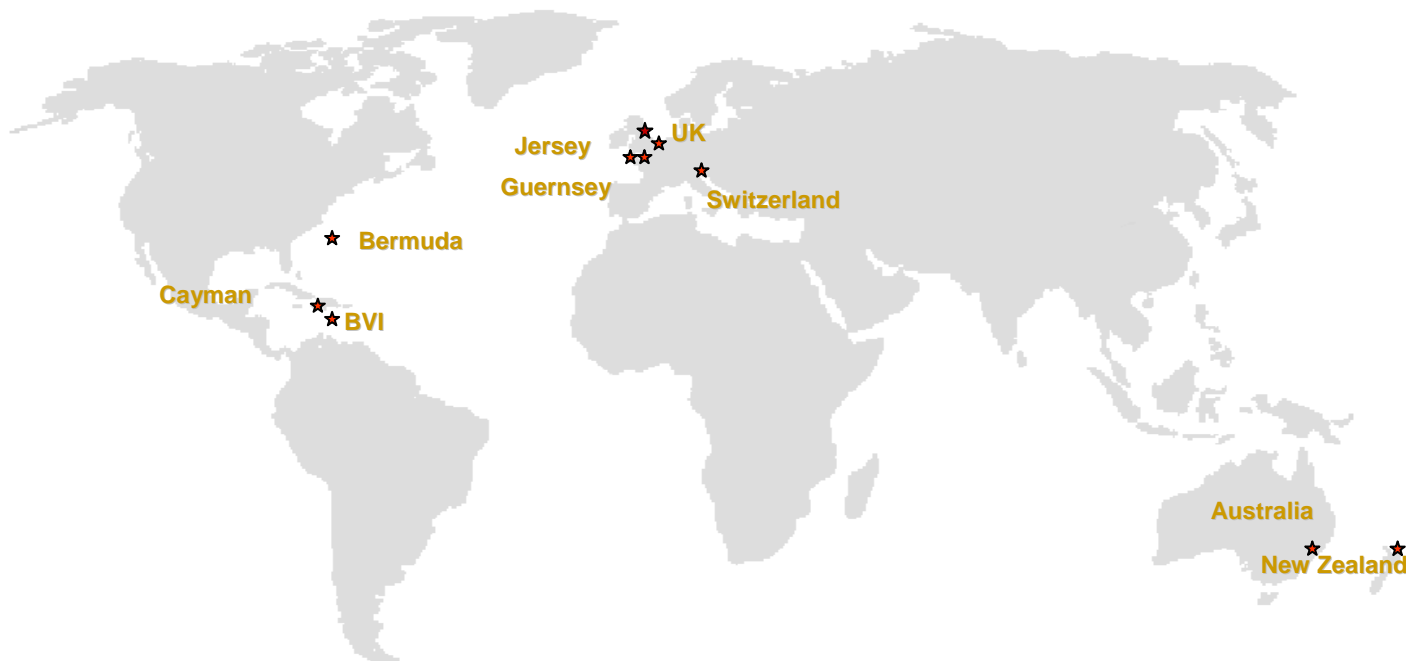 UK
Jersey
Guernsey
Switzerland
Bermuda
Cayman
BVI
Australia
New Zealand